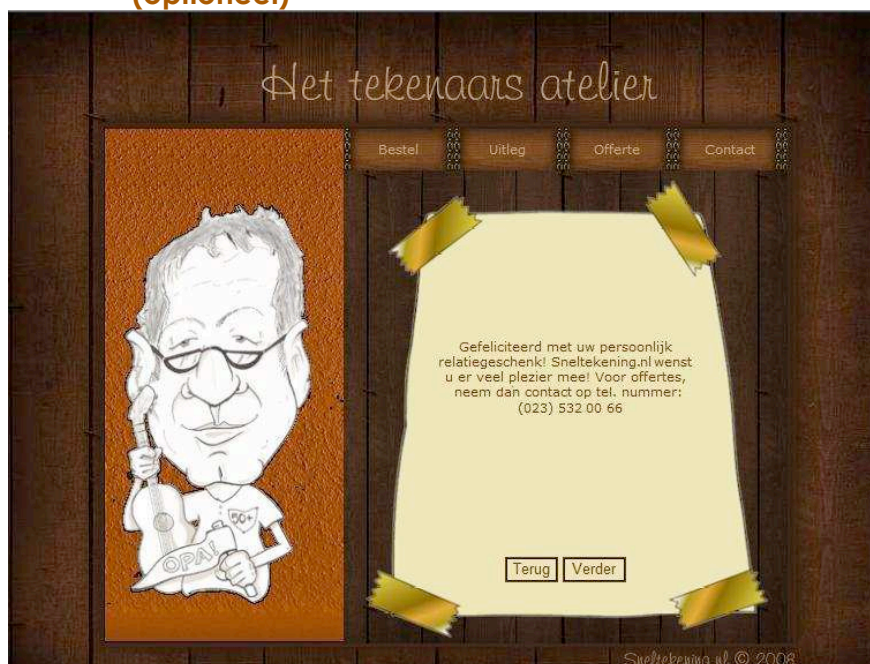 (optioneel)
Het tekenaars atelier
Bestel
Uitleg
Offerte
Contact
Gefeliciteerd met uw persoonlijk
relatiegeschenk! Sneltekening.nl wenst
u er veel plezier mee! Voor offertes,
neem dan contact op tel. nummer:
(023) 532 00 66
50+
OPA!
Terug Verder
Sneltekening.nl © 2008